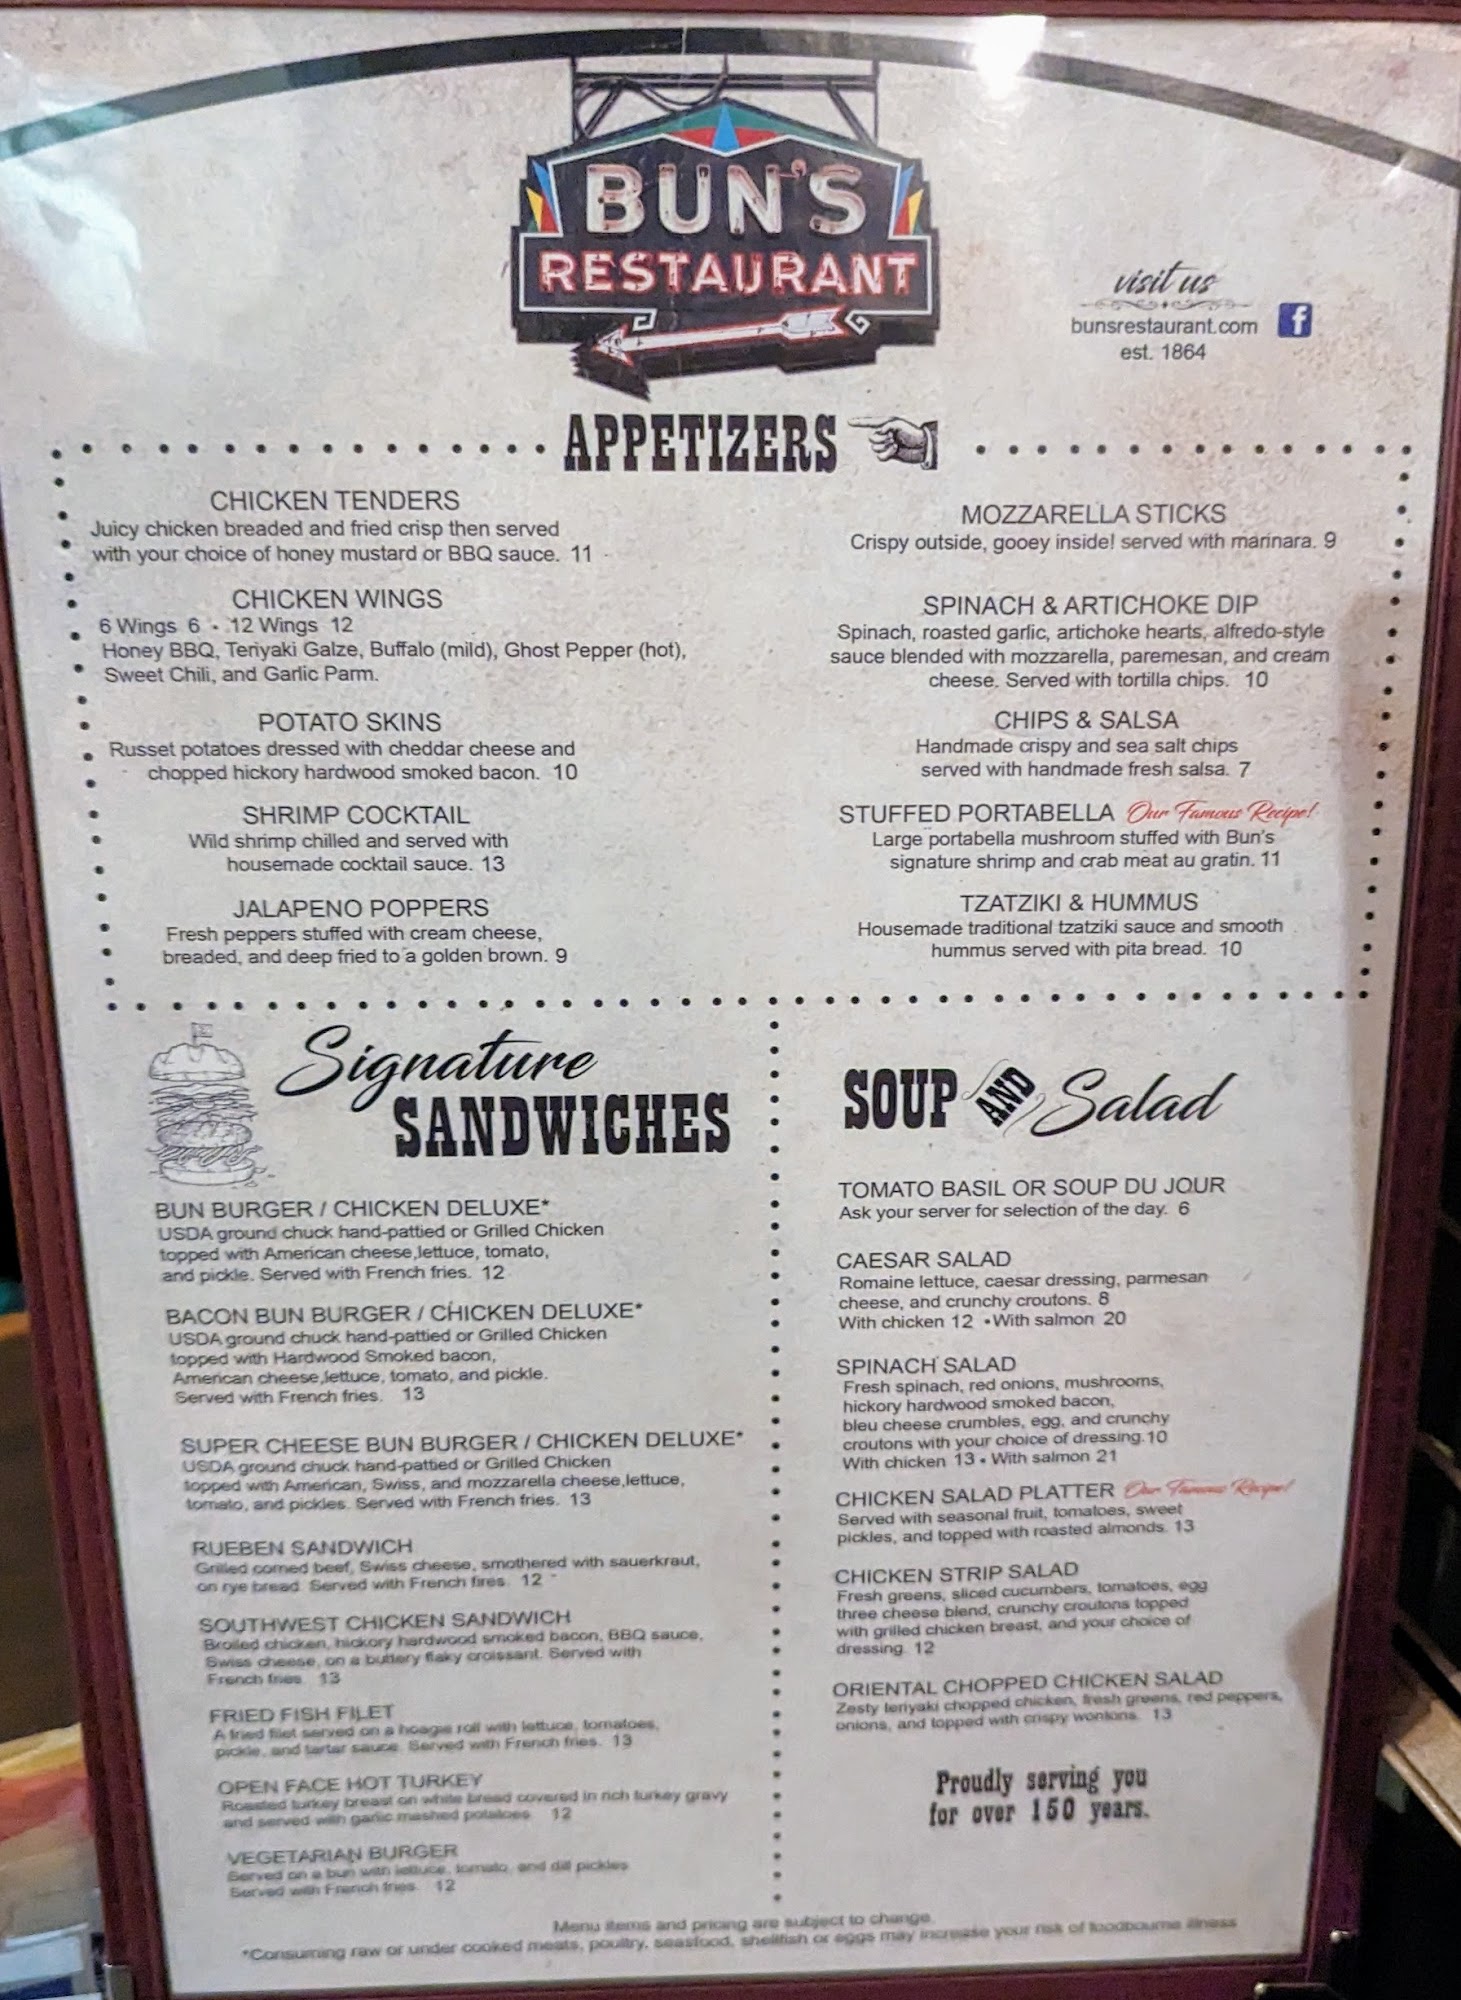 BUN'S
RESTAURANT
visit us
bunsrestaurant.com
est. 1864
APPETIZERS
CHICKEN TENDERS
Juicy chicken breaded and fried crisp then served
with your choice of honey mustard or BBQ sauce. 11
CHICKEN WINGS
6 Wings 6 • 12 Wings 12
Honey BBQ, Teriyaki Galze, Buffalo (mild), Ghost Pepper (hot),
Sweet Chili, and Garlic Parm.
POTATO SKINS
Russet potatoes dressed with cheddar cheese and
chopped hickory hardwood smoked bacon. 10
SHRIMP COCKTAIL
Wild shrimp chilled and served with
housemade cocktail sauce. 13
JALAPENO POPPERS
Fresh peppers stuffed with cream cheese,
breaded, and deep fried to a golden brown. 9
MOZZARELLA STICKS
Crispy outside, gooey inside! served with marinara. 9
SPINACH & ARTICHOKE DIP
Spinach, roasted garlic, artichoke hearts, alfredo-style
sauce blended with mozzarella, paremesan, and cream
cheese. Served with tortilla chips. 10
CHIPS & SALSA
Handmade crispy and sea salt chips
served with handmade fresh salsa. 7
STUFFED PORTABELLA Our Famous Recipe!
Large portabella mushroom stuffed with Bun's
signature shrimp and crab meat au gratin. 11
TZATZIKI & HUMMUS
Housemade traditional tzatziki sauce and smooth
hummus served with pita bread. 10
Signature
SANDWICHES
BUN BURGER / CHICKEN DELUXE*
USDA ground chuck hand-pattied or Grilled Chicken
topped with American cheese,lettuce, tomato,
and pickle. Served with French fries. 12
BACON BUN BURGER / CHICKEN DELUXE*
USDA ground chuck hand-pattied or Grilled Chicken
topped with Hardwood Smoked bacon,
American cheese,lettuce, tomato, and pickle.
Served with French fries. 13
SUPER CHEESE BUN BURGER / CHICKEN DELUXE*
USDA ground chuck hand-pattied or Grilled Chicken
topped with American, Swiss, and mozzarella cheese,lettuce,
tomato, and pickles. Served with French fries. 13
RUEBEN SANDWICH
Grilled corned beef, Swiss cheese, smothered with sauerkraut,
on rye bread. Served with French fires. 12
SOUTHWEST CHICKEN SANDWICH
Broiled chicken, hickory hardwood smoked bacon, BBQ sauce,
Swiss cheese, on a buttery flaky croissant. Served with
French fries. 13
FRIED FISH FILET
A fried filet served on a hoagie roll with lettuce, tomatoes,
pickle, and tartar sauce. Served with French fries. 13
OPEN FACE HOT TURKEY
Roasted turkey breast on white bread covered in rich turkey gravy
and served with garlic mashed potatoes. 12
VEGETARIAN BURGER
Served on a bun with lettuce, tomato, and dill pickles
Served with French fries. 12
SOUP AND Salad
TOMATO BASIL OR SOUP DU JOUR
Ask your server for selection of the day. 6
CAESAR SALAD
Romaine lettuce, caesar dressing, parmesan
cheese, and crunchy croutons. 8
With chicken 12 •With salmon 20
SPINACH SALAD
Fresh spinach, red onions, mushrooms,
hickory hardwood smoked bacon,
bleu cheese crumbles, egg, and crunchy
croutons with your choice of dressing.10
With chicken 13 • With salmon 21
CHICKEN SALAD PLATTER Our Famous Recipe!
Served with seasonal fruit, tomatoes, sweet
pickles, and topped with roasted almonds. 13
CHICKEN STRIP SALAD
Fresh greens, sliced cucumbers, tomatoes, egg
three cheese blend, crunchy croutons topped
with grilled chicken breast, and your choice of
dressing. 12
ORIENTAL CHOPPED CHICKEN SALAD
Zesty teriyaki chopped chicken, fresh greens, red peppers,
onions, and topped with crispy wontons. 13
Proudly serving you
for over 150 years.
Menu items and pricing are subject to change.
*Consuming raw or under cooked meats, poultry, seasfood, shellfish or eggs may increase your risk of foodbourne illness